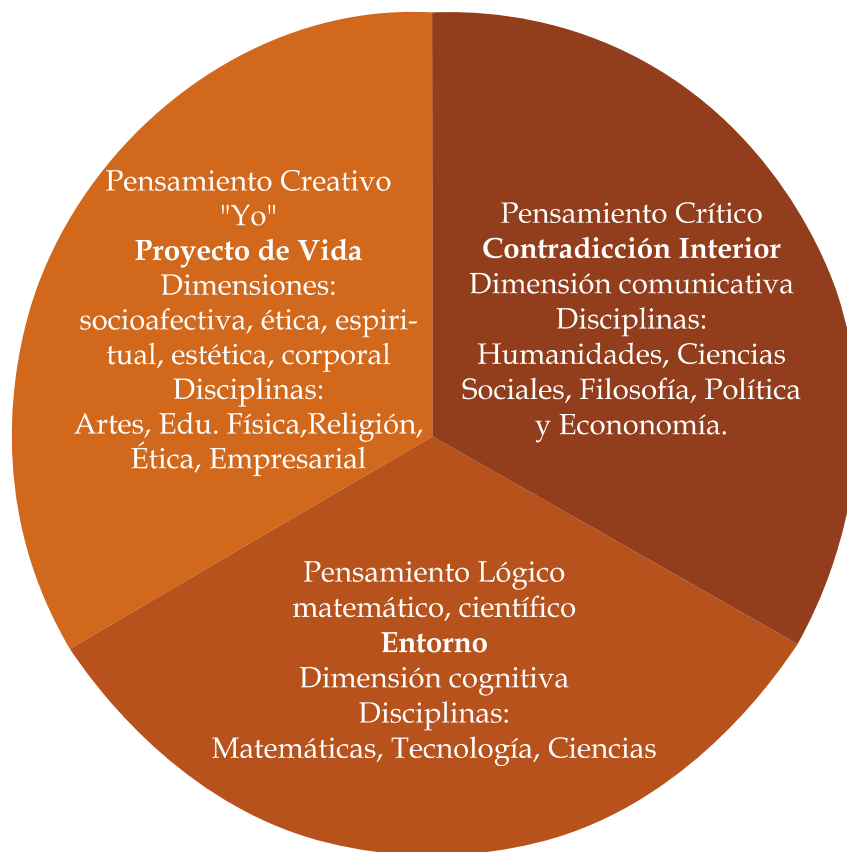 Pensamiento Creativo
"Yo"
Proyecto de Vida
Dimensiones:
socioafectiva, ética, espiri-
tual, estética, corporal
Disciplinas:
Artes, Edu. Física,Religión,
Ética, Empresarial
Pensamiento Crítico
Contradicción Interior
Dimensión comunicativa
Disciplinas:
Humanidades, Ciencias
Sociales, Filosofía, Política
y Econonomía.
Pensamiento Lógico
matemático, científico
Entorno
Dimensión cognitiva
Disciplinas:
Matemáticas, Tecnología, Ciencias